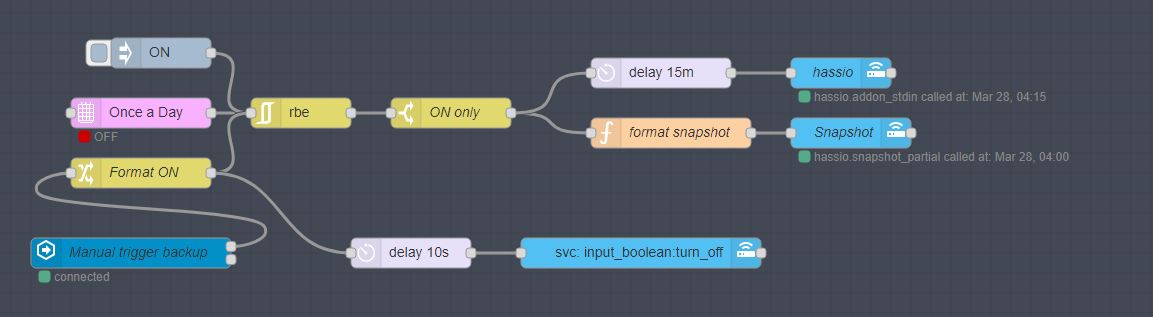 ON
Once a Day
OFF
Format ON
Manual trigger backup
connected
rbe
ON only
delay 15m
hassio
hassio.addon_stdin called at: Mar 28, 04:15
format snapshot
Snapshot
hassio.snapshot_partial called at: Mar 28, 04:00
delay 10s
svc: input_boolean:turn_off